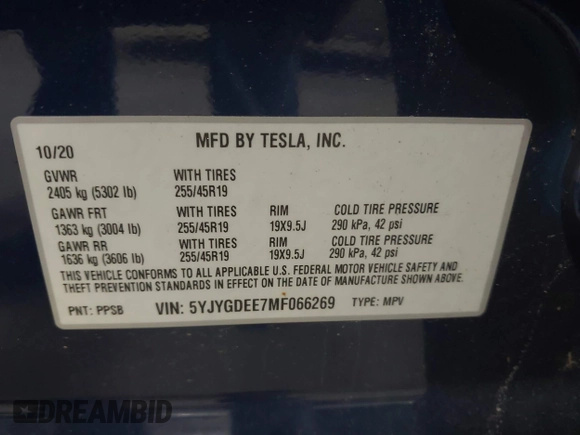 MFD BY TESLA, INC.
10/20
GVWR WITH TIRES
2405 kg (5302 lb) 255/45R19
GAWR FRT WITH TIRES RIM COLD TIRE PRESSURE
1363 kg (3004 lb) 255/45R19 19X9.5J 290 kPa, 42 psi
GAWR RR WITH TIRES RIM COLD TIRE PRESSURE
1636 kg (3606 lb) 255/45R19 19X9.5J 290 kPa, 42 psi
THIS VEHICLE CONFORMS TO ALL APPLICABLE U.S. FEDERAL MOTOR VEHICLE SAFETY AND
THEFT PREVENTION STANDARDS IN EFFECT ON THE DATE OF MANUFACTURE SHOWN ABOVE.
PNT: PPSB VIN: 5YJYGDEE7MF066269 TYPE: MPV
DREAMBID